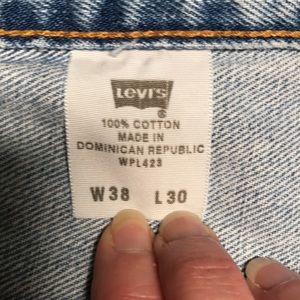 Levi's
®
100% COTTON
MADE IN
DOMINICAN REPUBLIC
WPL423
W38 L30